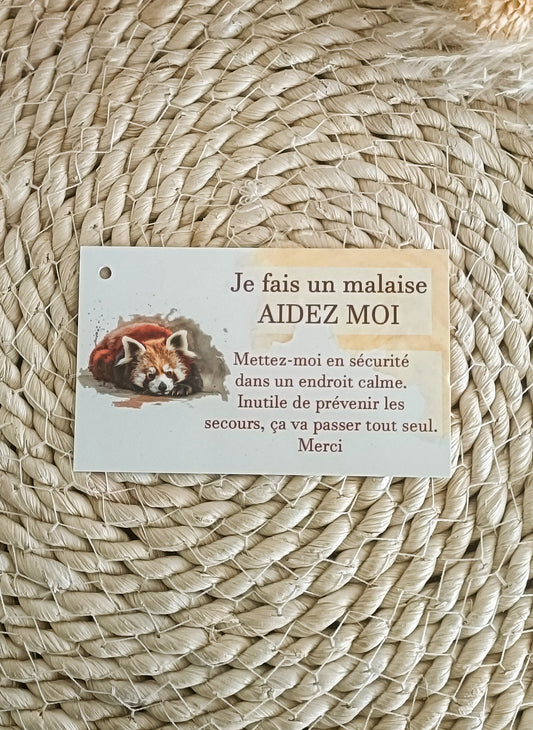 Je fais un malaise
AIDEZ MOI
Mettez-moi en sécurité
dans un endroit calme.
Inutile de prévenir les
secours, ça va passer tout seul.
Merci